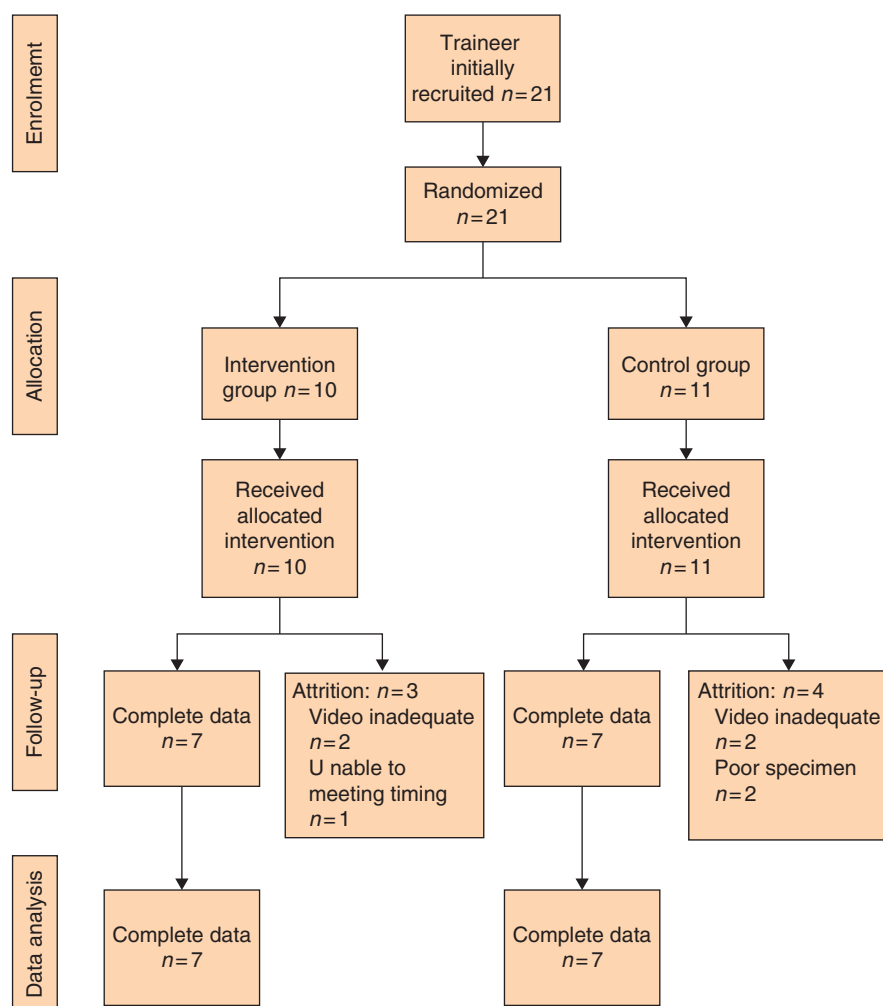 Enrolmemt
Traineer
initially
recruited n=21
Randomized
n=21
Allocation
Intervention
group n=10
Control group
n=11
Received
allocated
intervention
n=10
Received
allocated
intervention
n=11
Follow-up
Complete data
n=7
Attrition: n=3
Video inadequate
n=2
U nable to
meeting timing
n=1
Complete data
n=7
Attrition: n=4
Video inadequate
n=2
Poor specimen
n=2
Data analysis
Complete data
n=7
Complete data
n=7